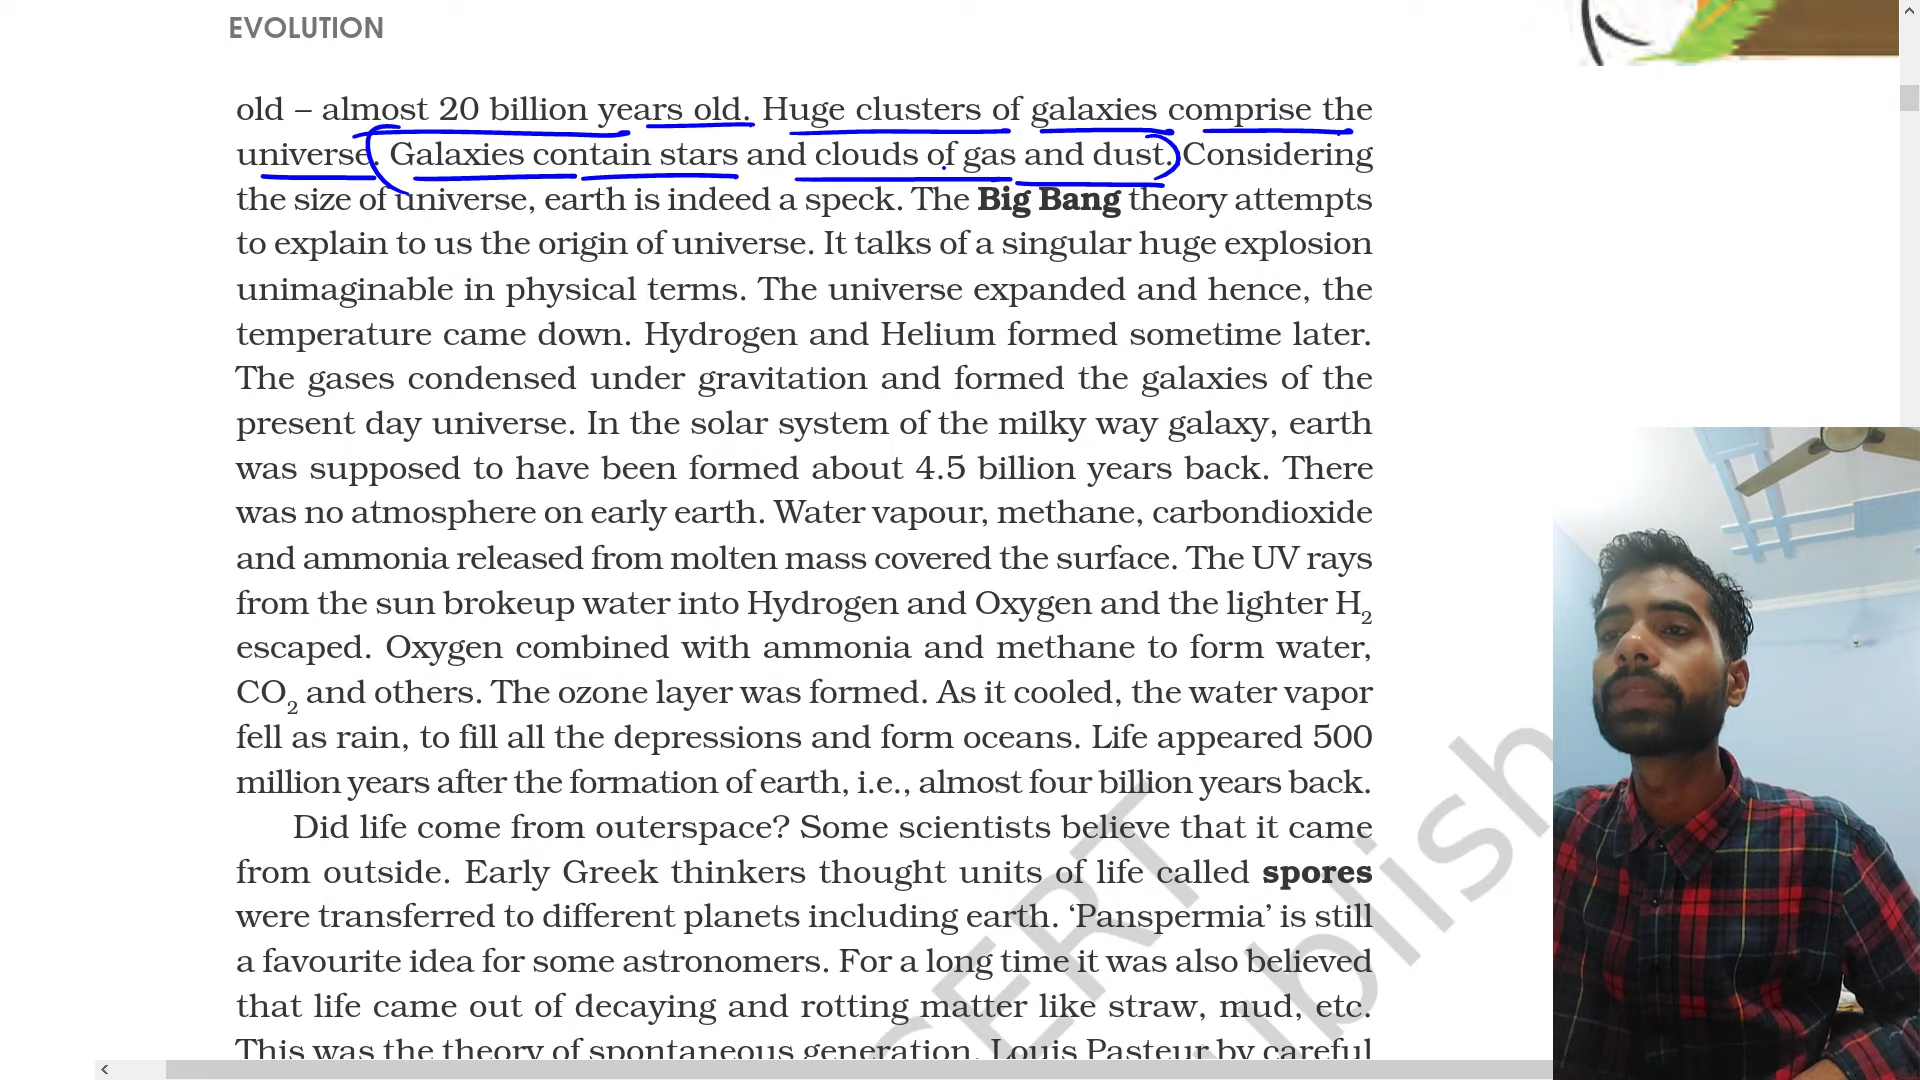 EVOLUTION
old – almost 20 billion years old. Huge clusters of galaxies comprise the
universe. Galaxies contain stars and clouds of gas and dust. Considering
the size of universe, earth is indeed a speck. The Big Bang theory attempts
to explain to us the origin of universe. It talks of a singular huge explosion
unimaginable in physical terms. The universe expanded and hence, the
temperature came down. Hydrogen and Helium formed sometime later.
The gases condensed under gravitation and formed the galaxies of the
present day universe. In the solar system of the milky way galaxy, earth
was supposed to have been formed about 4.5 billion years back. There
was no atmosphere on early earth. Water vapour, methane, carbondioxide
and ammonia released from molten mass covered the surface. The UV rays
from the sun brokeup water into Hydrogen and Oxygen and the lighter H₂
escaped. Oxygen combined with ammonia and methane to form water,
CO₂ and others. The ozone layer was formed. As it cooled, the water vapor
fell as rain, to fill all the depressions and form oceans. Life appeared 500
million years after the formation of earth, i.e., almost four billion years back.
Did life come from outerspace? Some scientists believe that it came
from outside. Early Greek thinkers thought units of life called spores
were transferred to different planets including earth. ‘Panspermia’ is still
a favourite idea for some astronomers. For a long time it was also believed
that life came out of decaying and rotting matter like straw, mud, etc.
This was the theory of spontaneous generation. Louis Pasteur by careful